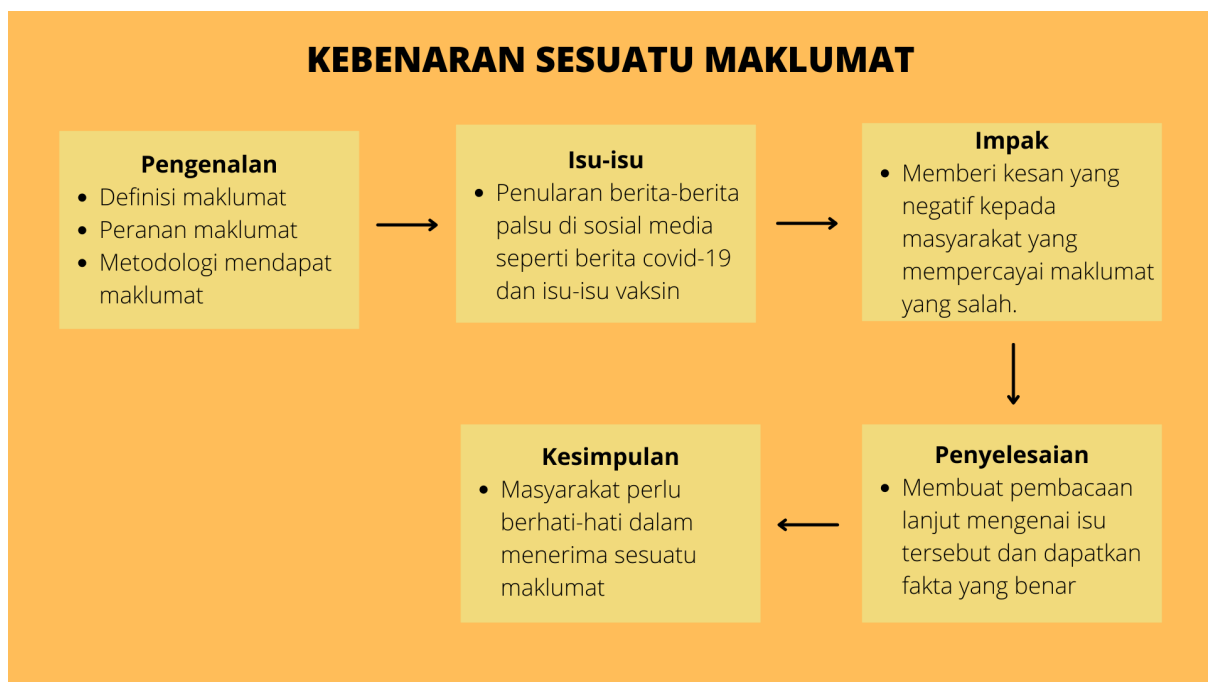 KEBENARAN SESUATU MAKLUMAT
Pengenalan
• Definisi maklumat
• Peranan maklumat
• Metodologi mendapat
maklumat
Isu-isu
• Penularan berita-berita
palsu di sosial media
seperti berita covid-19
dan isu-isu vaksin
Impak
• Memberi kesan yang
negatif kepada
masyarakat yang
mempercayai maklumat
yang salah.
Penyelesaian
• Membuat pembacaan
lanjut mengenai isu
tersebut dan dapatkan
fakta yang benar
Kesimpulan
• Masyarakat perlu
berhati-hati dalam
menerima sesuatu
maklumat